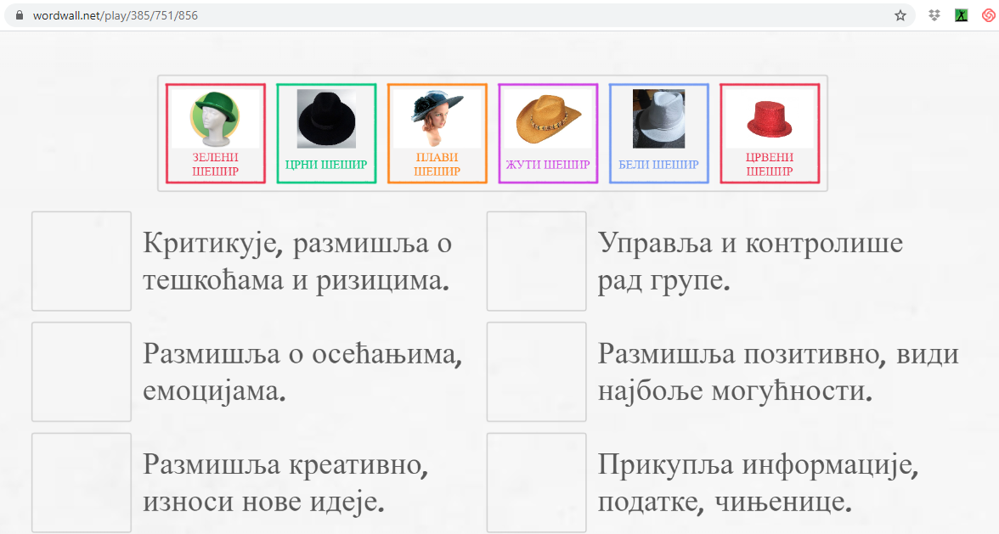 wordwall.net/play/385/751/856
ЗЕЛЕНИ
ШЕШИР
ЦРНИ ШЕШИР
ПЛАВИ
ШЕШИР
ЖУТИ ШЕШИР
БЕЛИ ШЕШИР
ЦРВЕНИ
ШЕШИР
Критикује, размишља о
тешкоћама и ризицима.
Управља и контролише
рад групе.
Размишља о осећањима,
емоцијама.
Размишља позитивно, види
најбоље могућности.
Размишља креативно,
износи нове идеје.
Прикупља информације,
податке, чињенице.